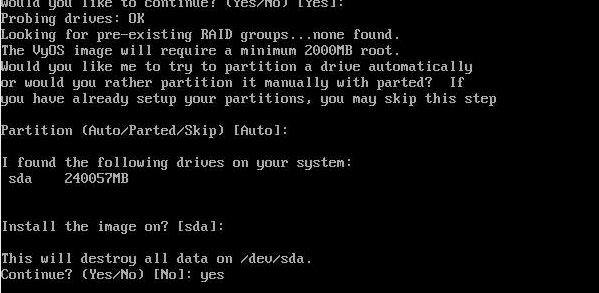 Would you like to continue? (Yes/No) [Yes]:
Probing drives: OK
Looking for pre-existing RAID groups...none found.
The VyOS image will require a minimum 2000MB root.
Would you like me to try to partition a drive automatically
or would you rather partition it manually with parted?  If
you have already setup your partitions, you may skip this step
Partition (Auto/Parted/Skip) [Auto]:
I found the following drives on your system:
 sda    240057MB
Install the image on? [sda]:
This will destroy all data on /dev/sda.
Continue? (Yes/No) [No]: yes